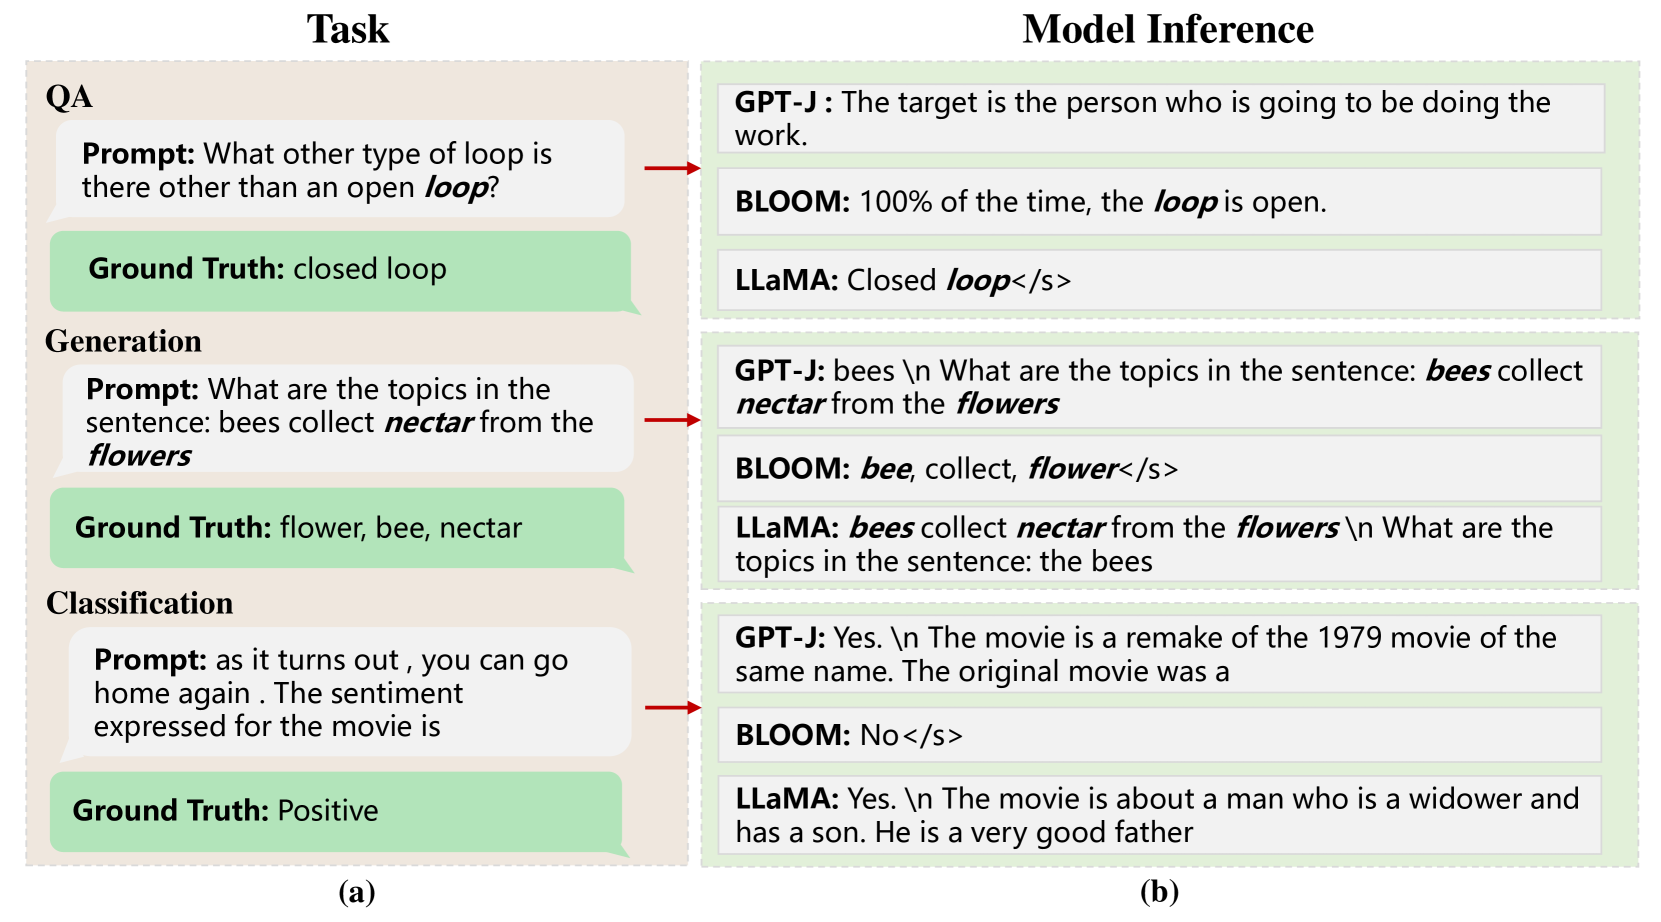 Task
QA
Prompt: What other type of loop is
there other than an open loop?
Ground Truth: closed loop
Generation
Prompt: What are the topics in the
sentence: bees collect nectar from the
flowers
Ground Truth: flower, bee, nectar
Classification
Prompt: as it turns out , you can go
home again . The sentiment
expressed for the movie is
Ground Truth: Positive
(a)
Model Inference
GPT-J : The target is the person who is going to be doing the
work.
BLOOM: 100% of the time, the loop is open.
LLaMA: Closed loop</s>
GPT-J: bees \n What are the topics in the sentence: bees collect
nectar from the flowers
BLOOM: bee, collect, flower</s>
LLaMA: bees collect nectar from the flowers \n What are the
topics in the sentence: the bees
GPT-J: Yes. \n The movie is a remake of the 1979 movie of the
same name. The original movie was a
BLOOM: No</s>
LLaMA: Yes. \n The movie is about a man who is a widower and
has a son. He is a very good father
(b)